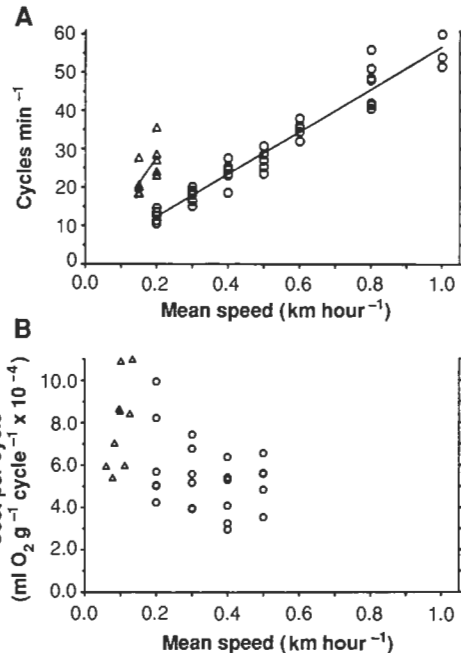 A
Cycles min⁻¹
60
50
40
30
20
10
0
0.0 0.2 0.4 0.6 0.8 1.0
Mean speed (km hour⁻¹)
B
(ml O₂ g⁻¹ cycle⁻¹ x 10⁻⁴)
10.0
8.0
6.0
4.0
2.0
0.0
0.0 0.2 0.4 0.6 0.8 1.0
Mean speed (km hour⁻¹)